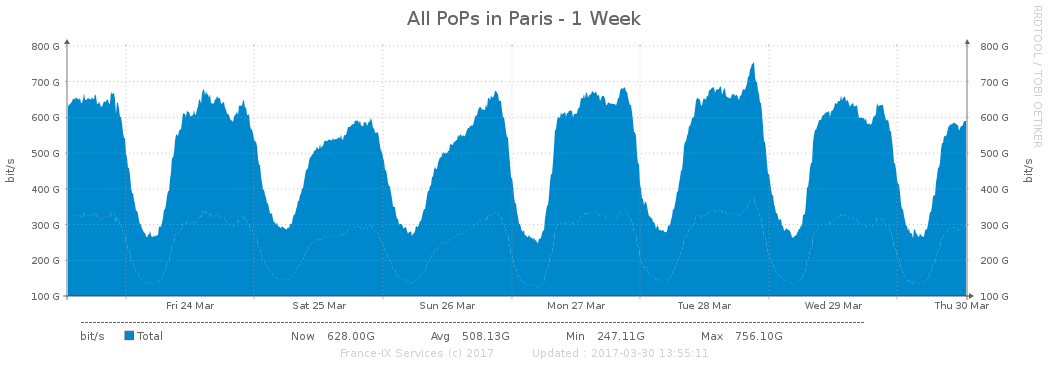 All PoPs in Paris - 1 Week
RRDTOOL / TOBI OETIKER
800 G 800 G
700 G 700 G
600 G 600 G
500 G 500 G
400 G 400 G
300 G 300 G
200 G 200 G
100 G 100 G
bit/s
bit/s
Fri 24 Mar Sat 25 Mar Sun 26 Mar Mon 27 Mar Tue 28 Mar Wed 29 Mar Thu 30 Mar
bit/s Total Now 628.00G Avg 508.13G Min 247.11G Max 756.10G
France-IX Services (c) 2017 Updated : 2017-03-30 13:55:11